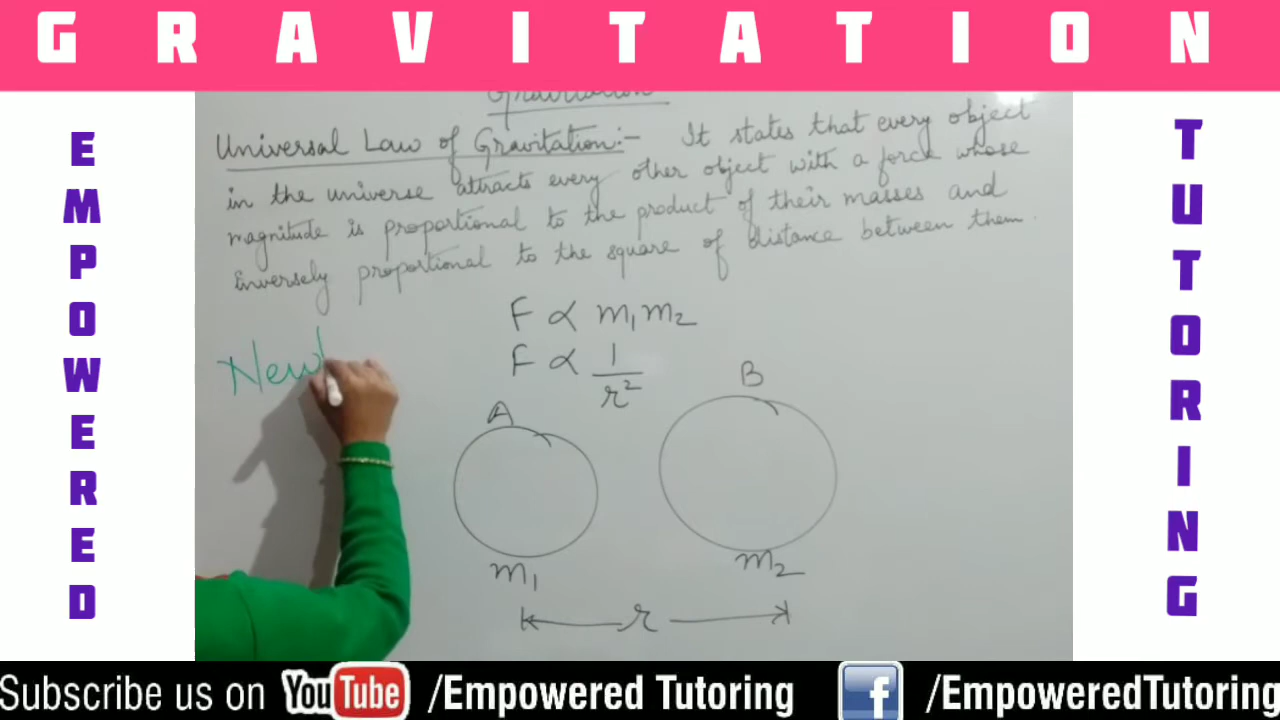 GRAVITATION
EMPOWERED
TUTORING
Gravitation
Universal Law of Gravitation:- It states that every object
in the universe attracts every other object with a force whose
magnitude is proportional to the product of their masses and
Inversely proportional to the square of distance between them.
F ∝ m₁m₂
F ∝ 1/r²
Newt
A
B
m₁
m₂
r
Subscribe us on YouTube /Empowered Tutoring f /EmpoweredTutoring